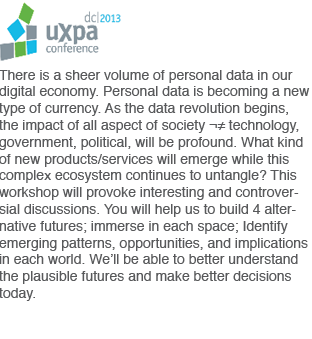 dc|2013
uxpa
conference
There is a sheer volume of personal data in our
digital economy. Personal data is becoming a new
type of currency. As the data revolution begins,
the impact of all aspect of society ¬≠ technology,
government, political, will be profound. What kind
of new products/services will emerge while this
complex ecosystem continues to untangle? This
workshop will provoke interesting and controver-
sial discussions. You will help us to build 4 alter-
native futures; immerse in each space; Identify
emerging patterns, opportunities, and implications
in each world. We’ll be able to better understand
the plausible futures and make better decisions
today.